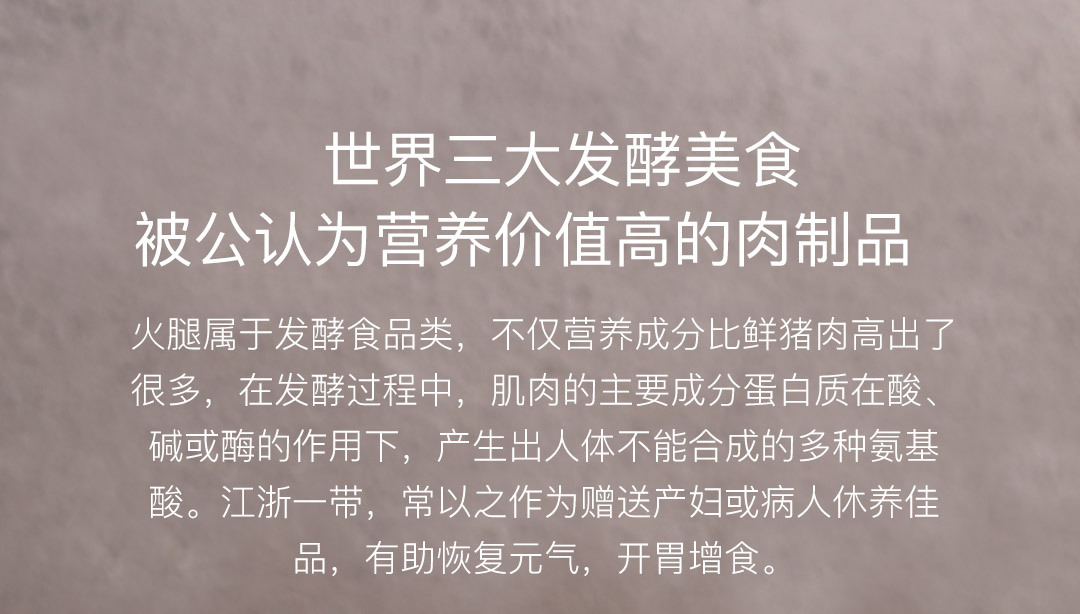 世界三大发酵美食
被公认为营养价值高的肉制品
火腿属于发酵食品类，不仅营养成分比鲜猪肉高出了
很多，在发酵过程中，肌肉的主要成分蛋白质在酸、
碱或酶的作用下，产生出人体不能合成的多种氨基
酸。江浙一带，常以之作为赠送产妇或病人休养佳
品，有助恢复元气，开胃增食。